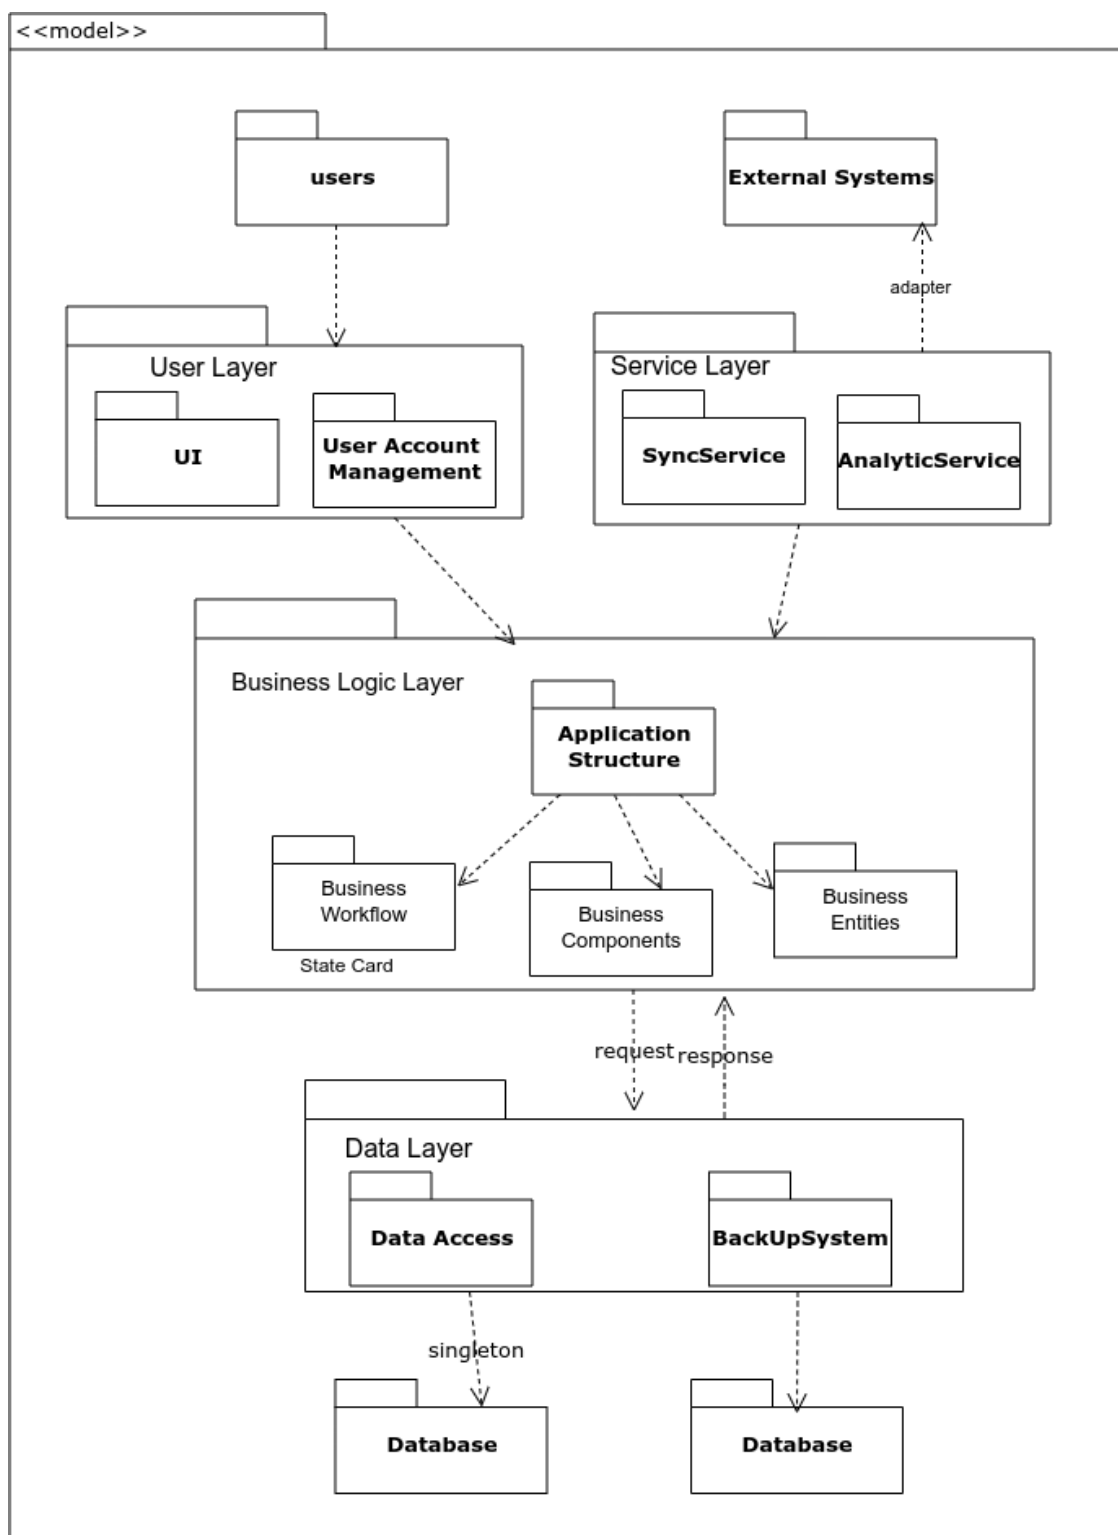 <<model>>
users
External Systems
adapter
User Layer
UI
User Account
Management
Service Layer
SyncService
AnalyticService
Business Logic Layer
Application
Structure
Business
Workflow
State Card
Business
Components
Business
Entities
request
response
Data Layer
Data Access
BackUpSystem
singleton
Database
Database